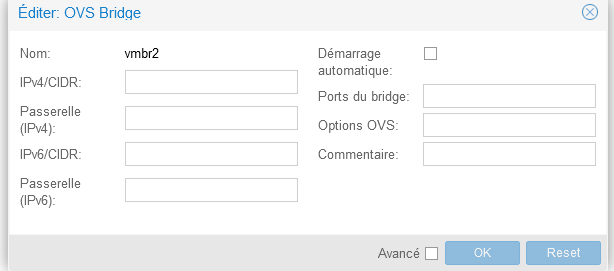 Éditer: OVS Bridge
Nom: vmbr2
IPv4/CIDR:
Passerelle
(IPv4):
IPv6/CIDR:
Passerelle
(IPv6):
Démarrage
automatique:
Ports du bridge:
Options OVS:
Commentaire:
Avancé OK Reset